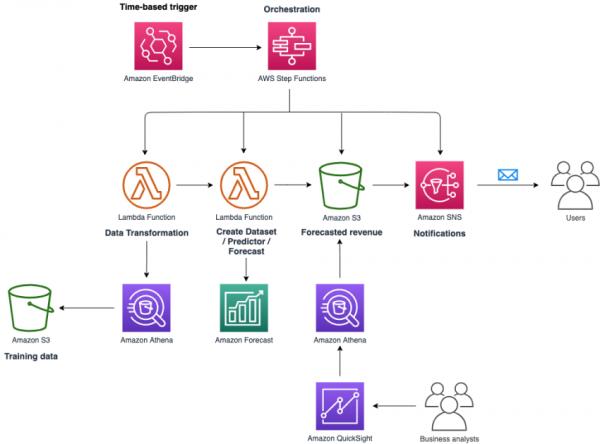 Time-based trigger
Orchestration
Amazon EventBridge
AWS Step Functions
Lambda Function
Lambda Function
Amazon S3
Amazon SNS
Users
Data Transformation
Create Dataset
/ Predictor /
Forecast
Forecasted revenue
Notifications
Amazon S3
Amazon Athena
Amazon Forecast
Amazon Athena
Training data
Amazon QuickSight
Business analysts